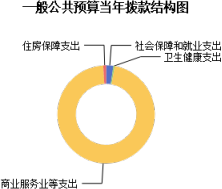 一般公共预算当年拨款结构图
住房保障支出
社会保障和就业支出
卫生健康支出
商业服务业等支出